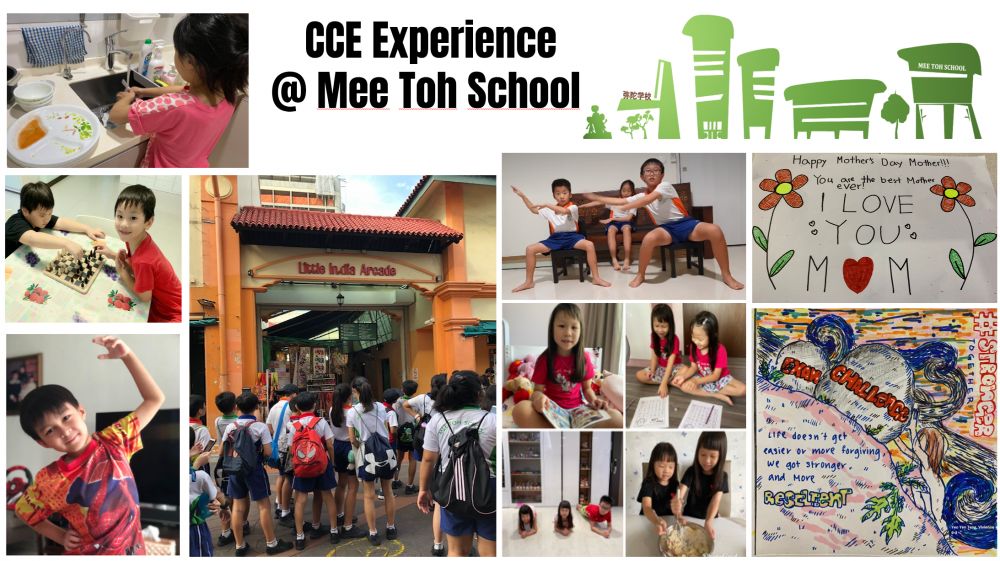 CCE Experience
@ Mee Toh School
弥陀学校
MEE TOH SCHOOL
Little India Arcade
Happy Mother's Day Mother!!!
You are the best Mother
ever!
I LOVE
YOU
MOM
#STRONGER
TOGETHER
EXAM
CHALLENGE
Life doesn't get
easier or more forgiving,
we got stronger.
and more
Resilient